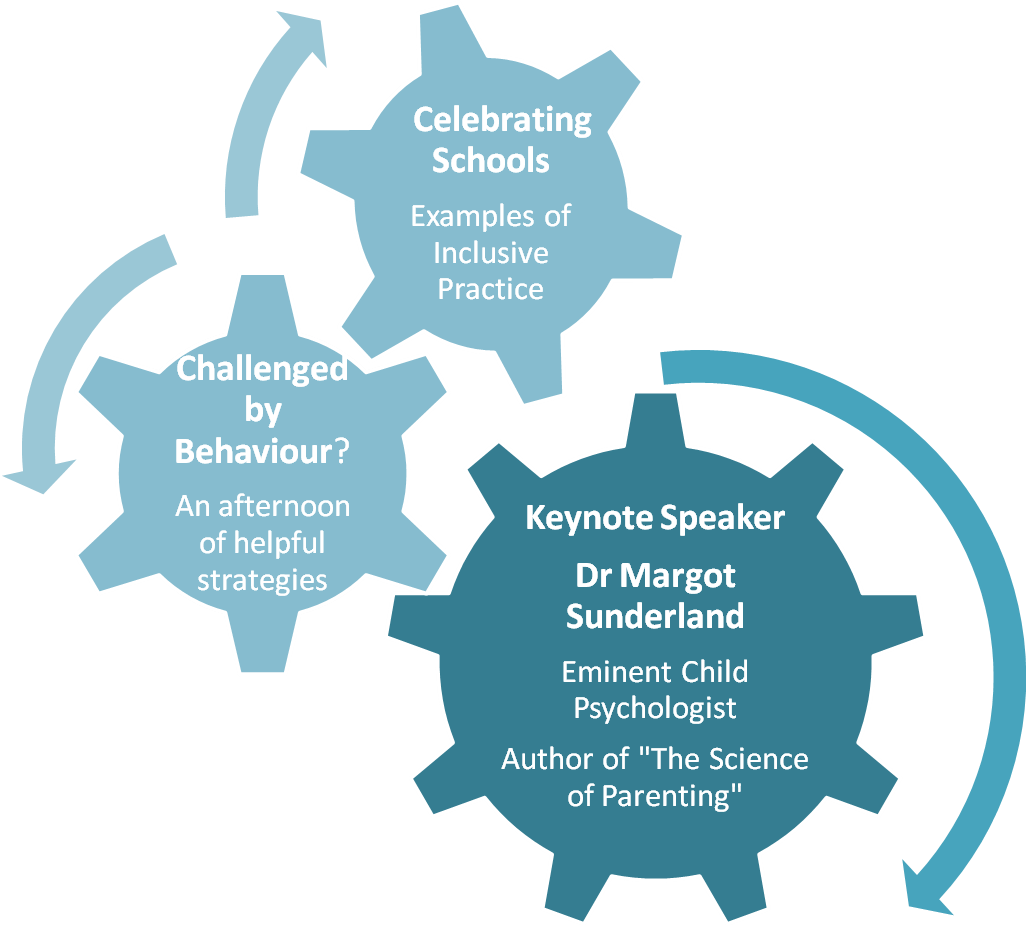 Celebrating
Schools
Examples of
Inclusive
Practice
Challenged
by
Behaviour?
An afternoon
of helpful
strategies
Keynote Speaker
Dr Margot
Sunderland
Eminent Child
Psychologist
Author of "The Science
of Parenting"